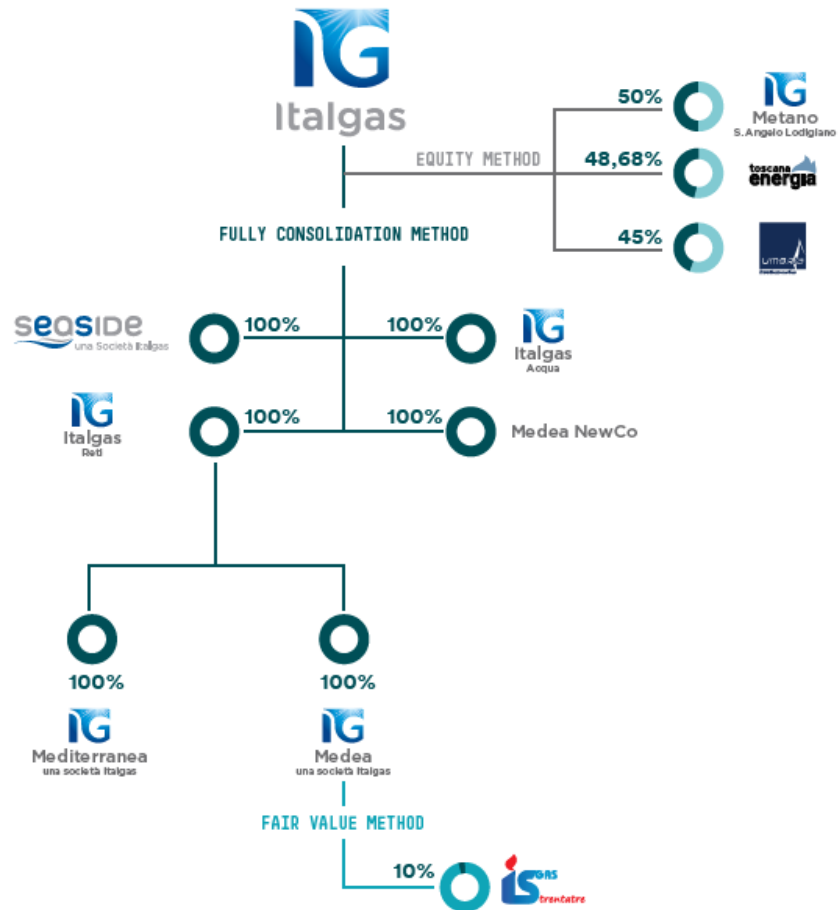 IG
Italgas
50%
IG
Metano
S. Angelo Lodigiano
EQUITY METHOD
48,68%
toscana
energia
FULLY CONSOLIDATION METHOD
45%
seaside
una Società Italgas
100%
100%
IG
Italgas
Acqua
IG
Italgas
Reti
100%
100%
Medea NewCo
100%
100%
IG
Mediterranea
una società Italgas
IG
Medea
una società Italgas
FAIR VALUE METHOD
10%
is GAS
trentatre